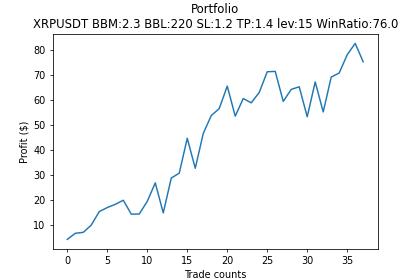 Portfolio
XRPUSDT BBM:2.3 BBL:220 SL:1.2 TP:1.4 lev:15 WinRatio:76.0
80
70
60
50
40
30
20
10
Profit ($)
0 5 10 15 20 25 30 35
Trade counts